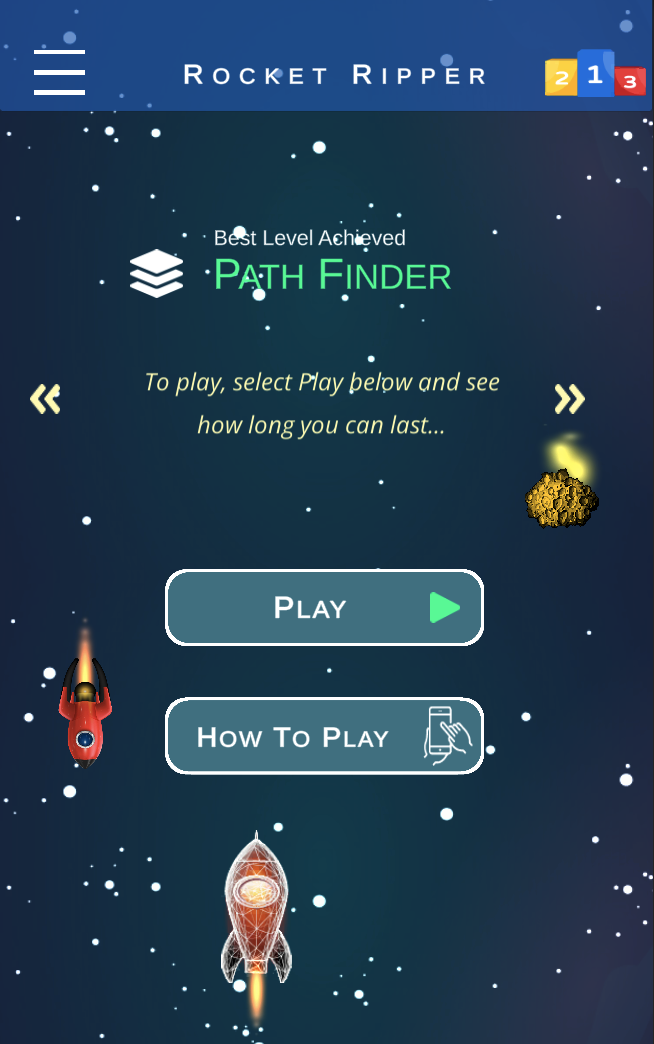 Rocket Ripper
2 1 3
Best Level Achieved
Path Finder
« »
To play, select Play below and see
how long you can last...
Play
How To Play